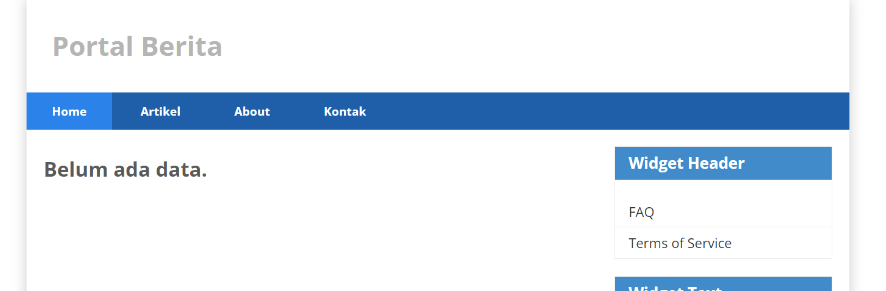 Portal Berita
Home Artikel About Kontak
Belum ada data.
Widget Header
FAQ
Terms of Service
Widget Text